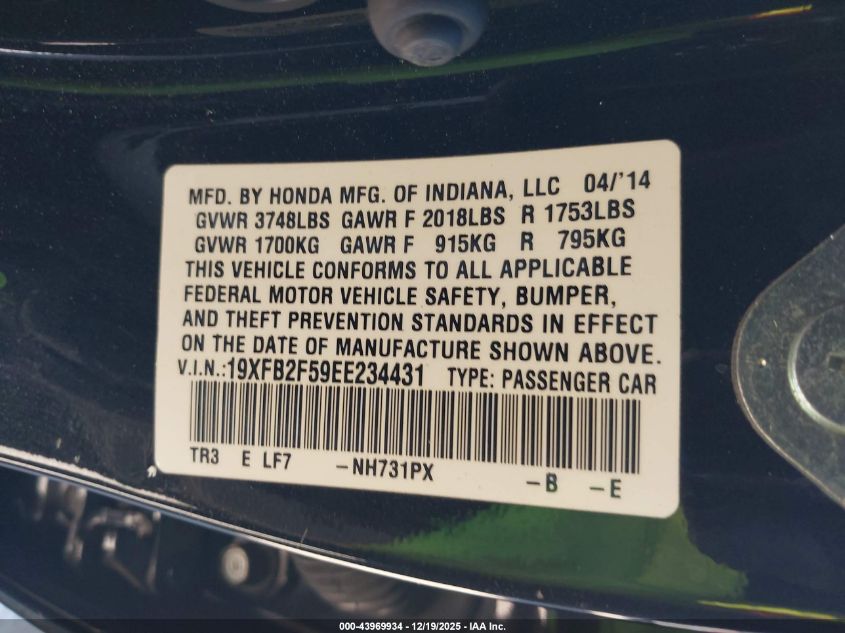 MFD. BY HONDA MFG. OF INDIANA, LLC 04/'14
GVWR 3748LBS GAWR F 2018LBS R 1753LBS
GVWR 1700KG GAWR F 915KG R 795KG
THIS VEHICLE CONFORMS TO ALL APPLICABLE
FEDERAL MOTOR VEHICLE SAFETY, BUMPER,
AND THEFT PREVENTION STANDARDS IN EFFECT
ON THE DATE OF MANUFACTURE SHOWN ABOVE.
V.I.N.:19XFB2F59EE234431 TYPE: PASSENGER CAR
TR3 E LF7 -NH731PX -B -E
000-43969934 - 12/19/2025 - IAA Inc.